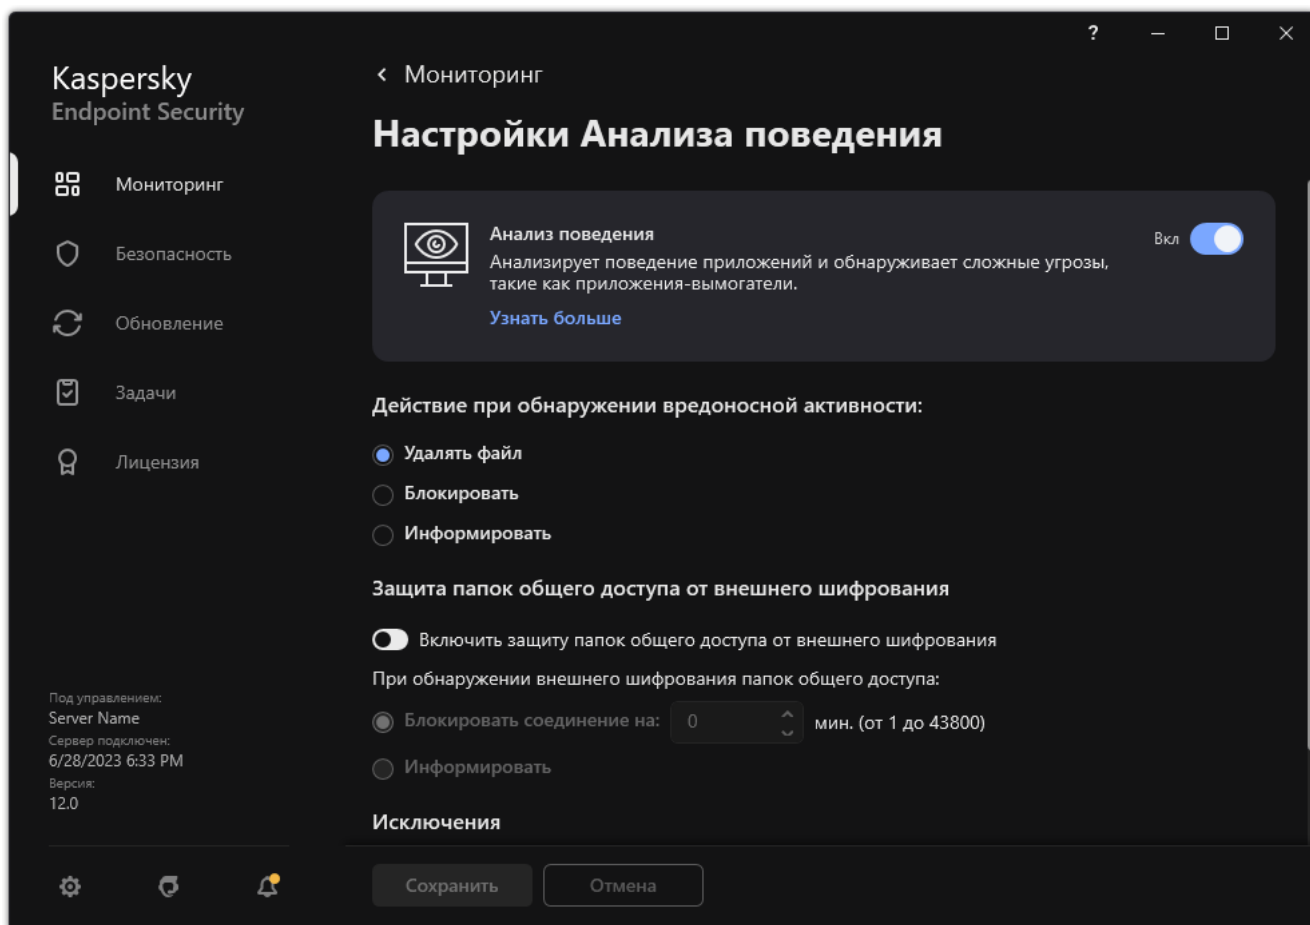 ?
Kaspersky
Endpoint Security
Мониторинг
Безопасность
Обновление
Задачи
Лицензия
Под управлением:
Server Name
Сервер подключен:
6/28/2023 6:33 PM
Версия:
12.0
Мониторинг
Настройки Анализа поведения
Анализ поведения
Вкл
Анализирует поведение приложений и обнаруживает сложные угрозы,
такие как приложения-вымогатели.
Узнать больше
Действие при обнаружении вредоносной активности:
Удалять файл
Блокировать
Информировать
Защита папок общего доступа от внешнего шифрования
Включить защиту папок общего доступа от внешнего шифрования
При обнаружении внешнего шифрования папок общего доступа:
Блокировать соединение на: 0 мин. (от 1 до 43800)
Информировать
Исключения
Сохранить
Отмена